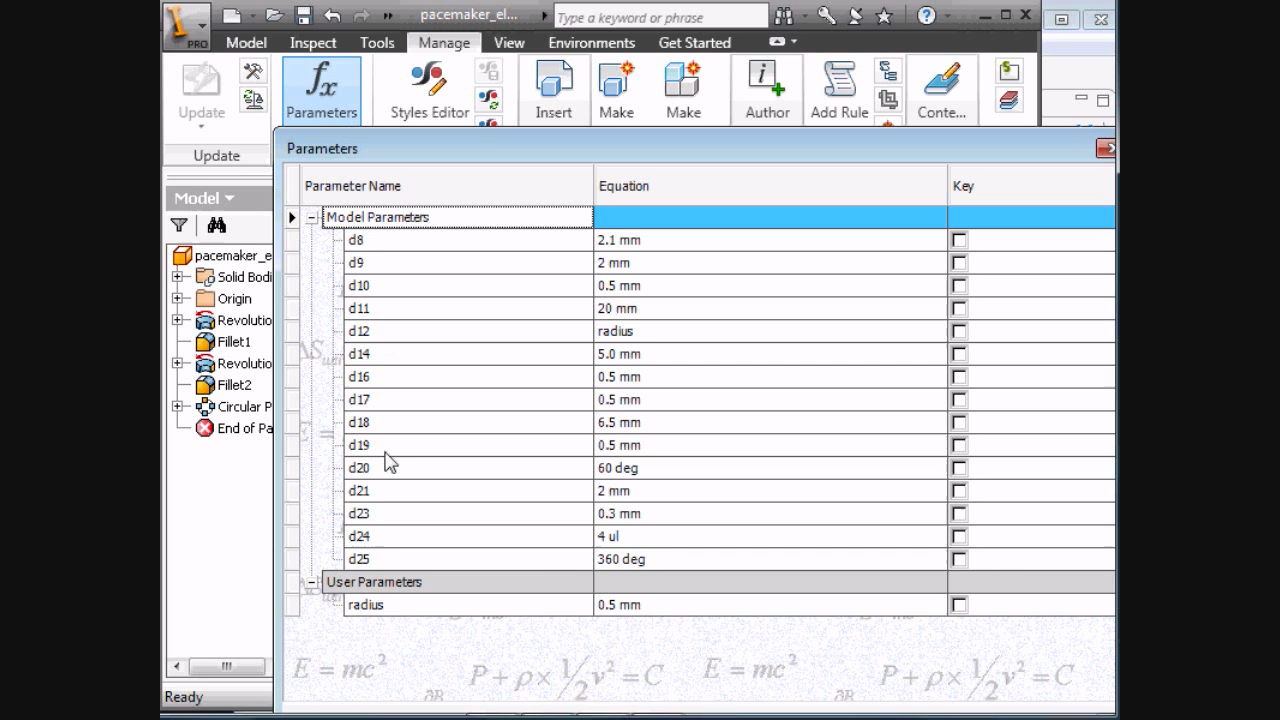 PRO
pacemaker_el...
Type a keyword or phrase
Model Inspect Tools Manage View Environments Get Started
Update
fx
Parameters
Styles Editor
Insert
Make
Make
Author
Add Rule
Conte...
Update
Parameters
Model
pacemaker_e
Solid Bodi
Origin
Revolutio
Fillet1
Revolutio
Fillet2
Circular P
End of Pa
Ready
Parameter Name Equation Key
Model Parameters
d8 2.1 mm
d9 2 mm
d10 0.5 mm
d11 20 mm
d12 radius
d14 5.0 mm
d16 0.5 mm
d17 0.5 mm
d18 6.5 mm
d19 0.5 mm
d20 60 deg
d21 2 mm
d23 0.3 mm
d24 4 ul
d25 360 deg
User Parameters
radius 0.5 mm
E = mc² P + ρ × ½ v² = C E = mc² P + ρ × ½ v² = C